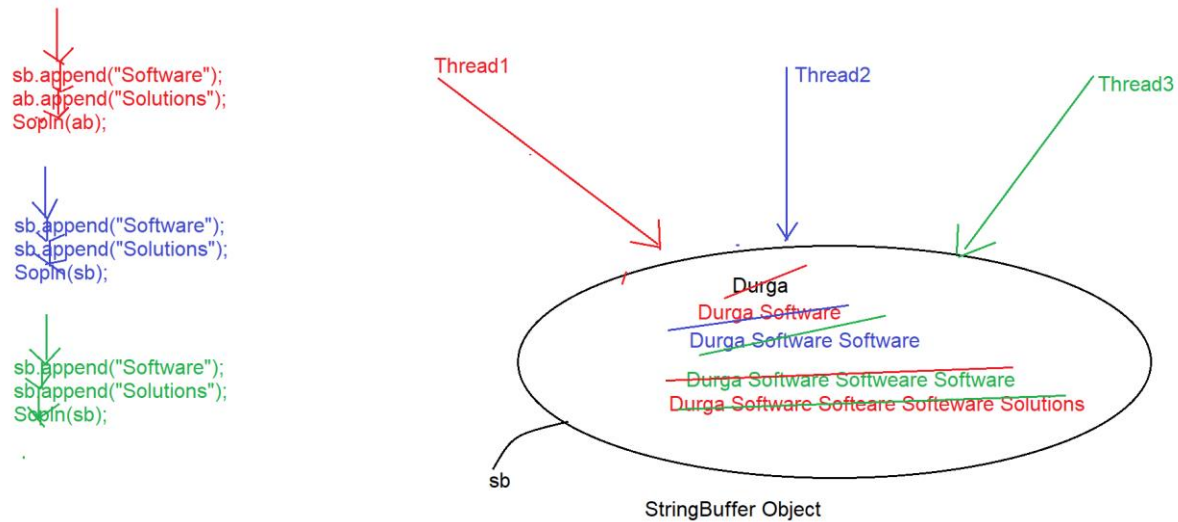 sb.append("Software");
ab.append("Solutions");
Sopln(ab);
sb.append("Software");
sb.append("Solutions");
Sopln(sb);
sb.append("Software");
sb.append("Solutions");
Sopln(sb);
Thread1
Thread2
Thread3
Durga
Durga Software
Durga Software Software
Durga Software Softweare Software
Durga Software Softeare Softeware Solutions
sb
StringBuffer Object